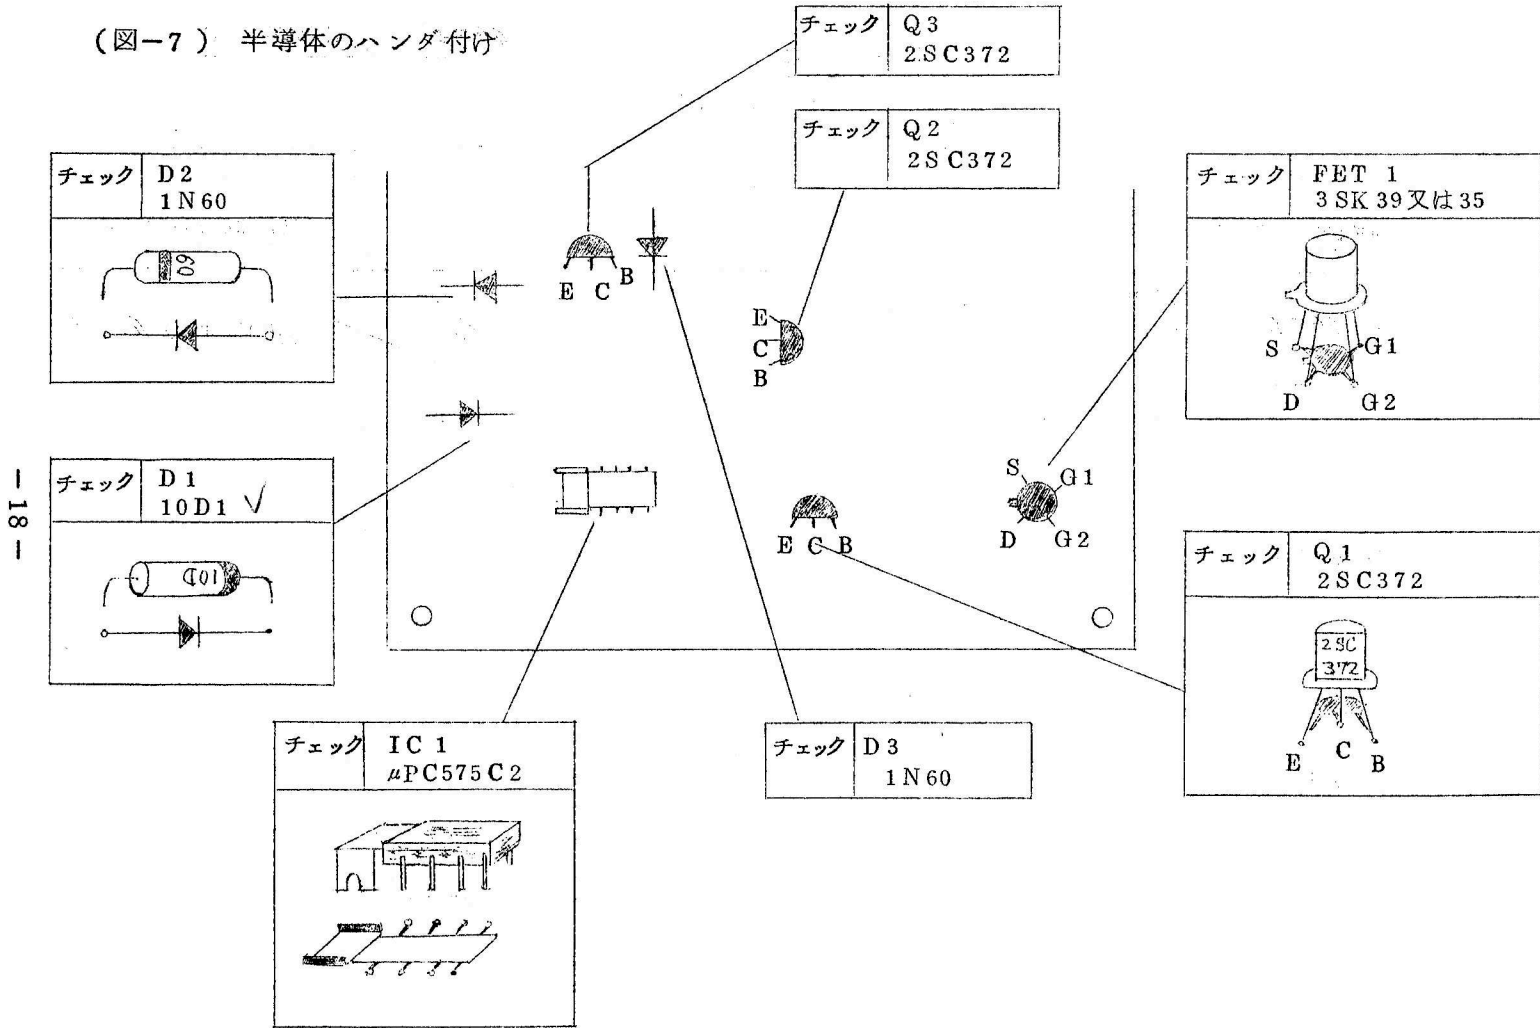 (図-7) 半導体のハンダ付け
チェック Q3
2SC372
チェック Q2
2SC372
チェック D2
1N60
60
チェック FET 1
3SK39又は35
S G1
D G2
E C B
E
C
B
チェック D1
10D1 √
10D
S G1
D G2
E C B
チェック Q1
2SC372
2SC
372
E C B
チェック IC 1
μPC575C2
チェック D3
1N60
- 18 -